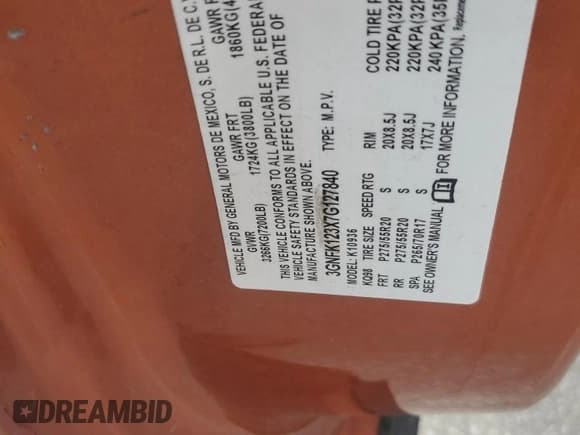 VEHICLE MFD BY GENERAL MOTORS DE MEXICO, S. DE R.L. DE C.
GVWR GAWR FRT GAWR
3266KG(7200LB) 1724KG(3800LB) 1860KG(4
THIS VEHICLE CONFORMS TO ALL APPLICABLE U.S. FEDERAL
VEHICLE SAFETY STANDARDS IN EFFECT ON THE DATE OF
MANUFACTURE SHOWN ABOVE.
3GNFK123X7G127840 TYPE: M.P.V.
MODEL: K10936
KQ98 TIRE SIZE SPEED RTG RIM COLD TIRE
FRT P275/55R20 S 20X8.5J 220KPA(32
RR P275/55R20 S 20X8.5J 220KPA(32
SPA P265/70R17 S 17X7J 240KPA(35
SEE OWNER'S MANUAL FOR MORE INFORMATION.
DREAMBID